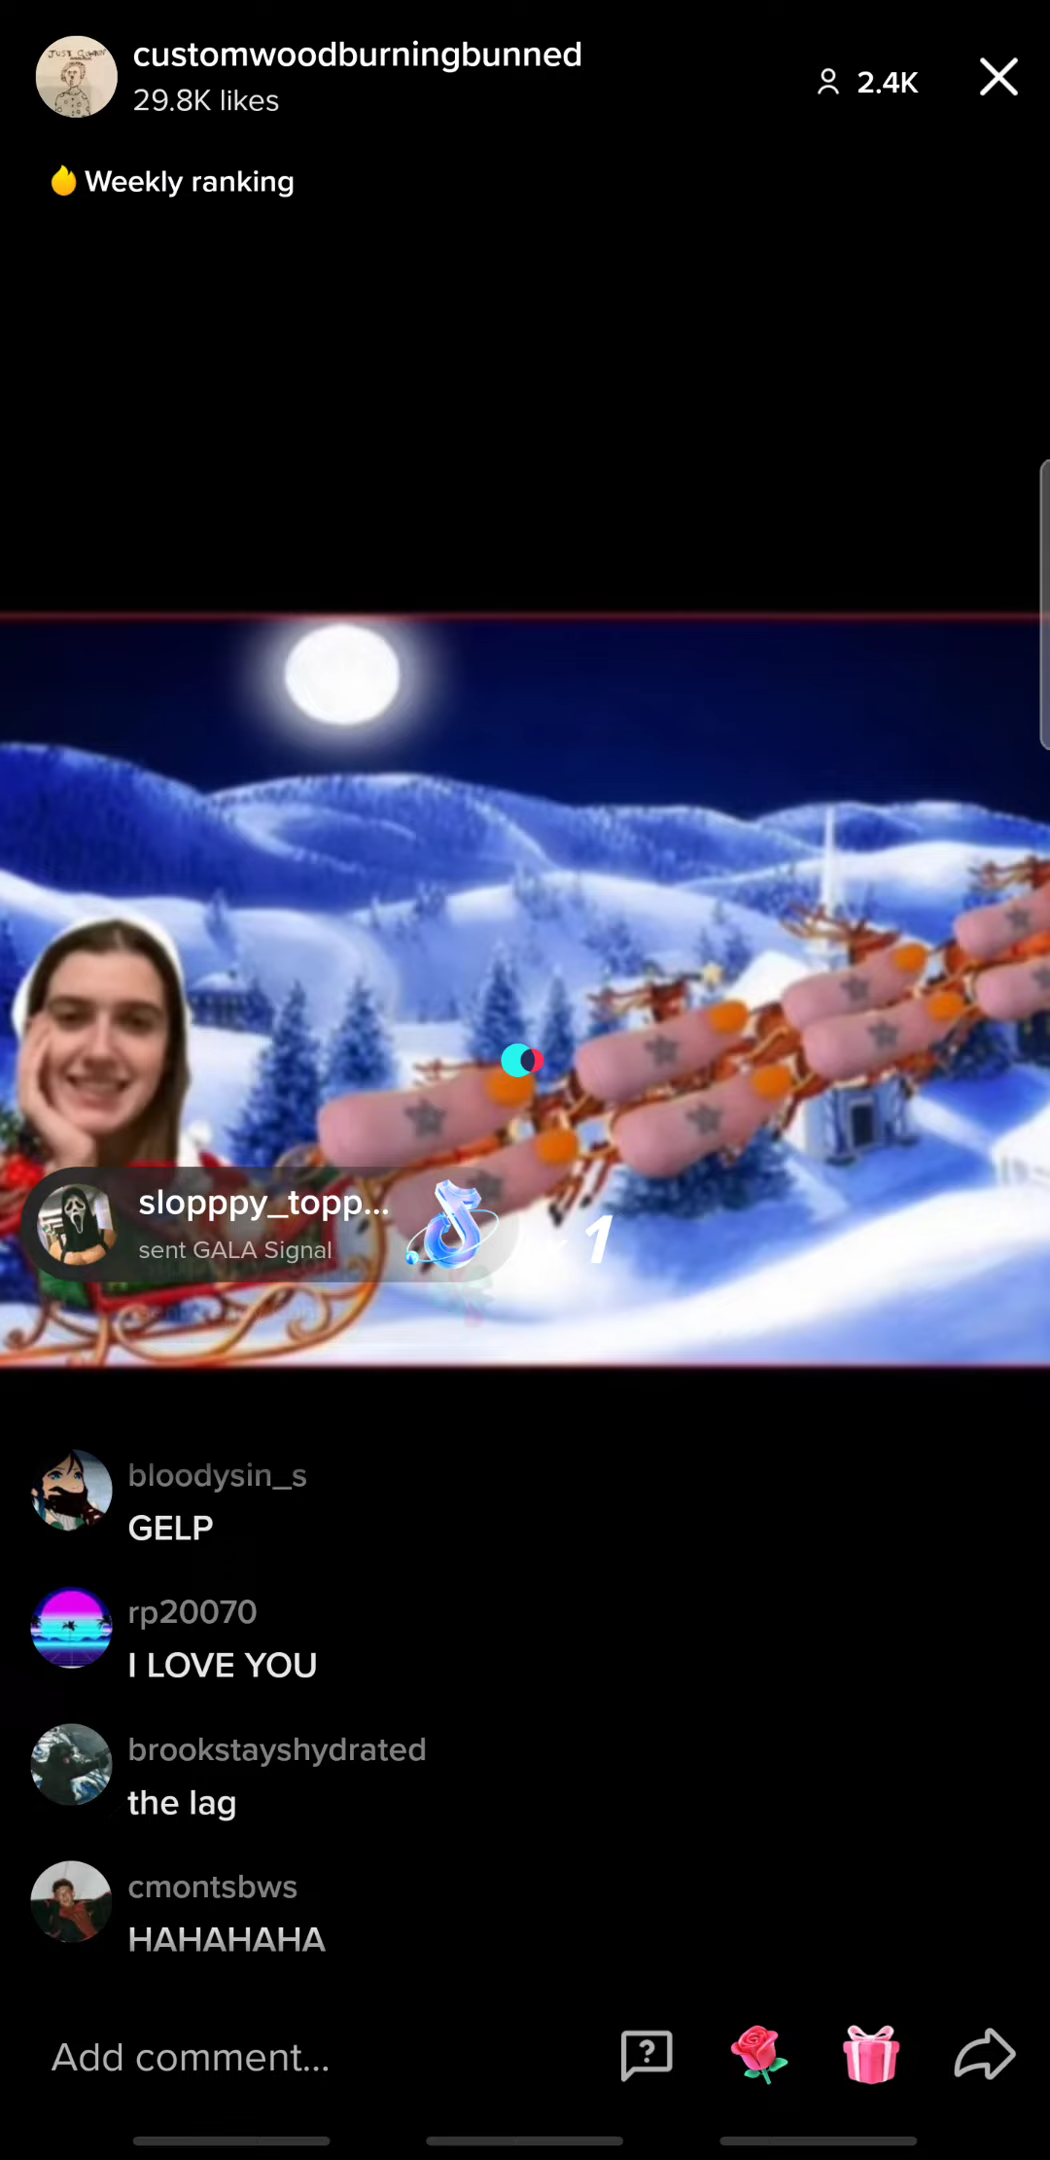 customwoodburningbunned
29.8K likes
2.4K
Weekly ranking
slopppy_topp...
sent GALA Signal
1
bloodysin_s
GELP
rp20070
I LOVE YOU
brookstayshydrated
the lag
cmontsbws
HAHAHAHA
Add comment...